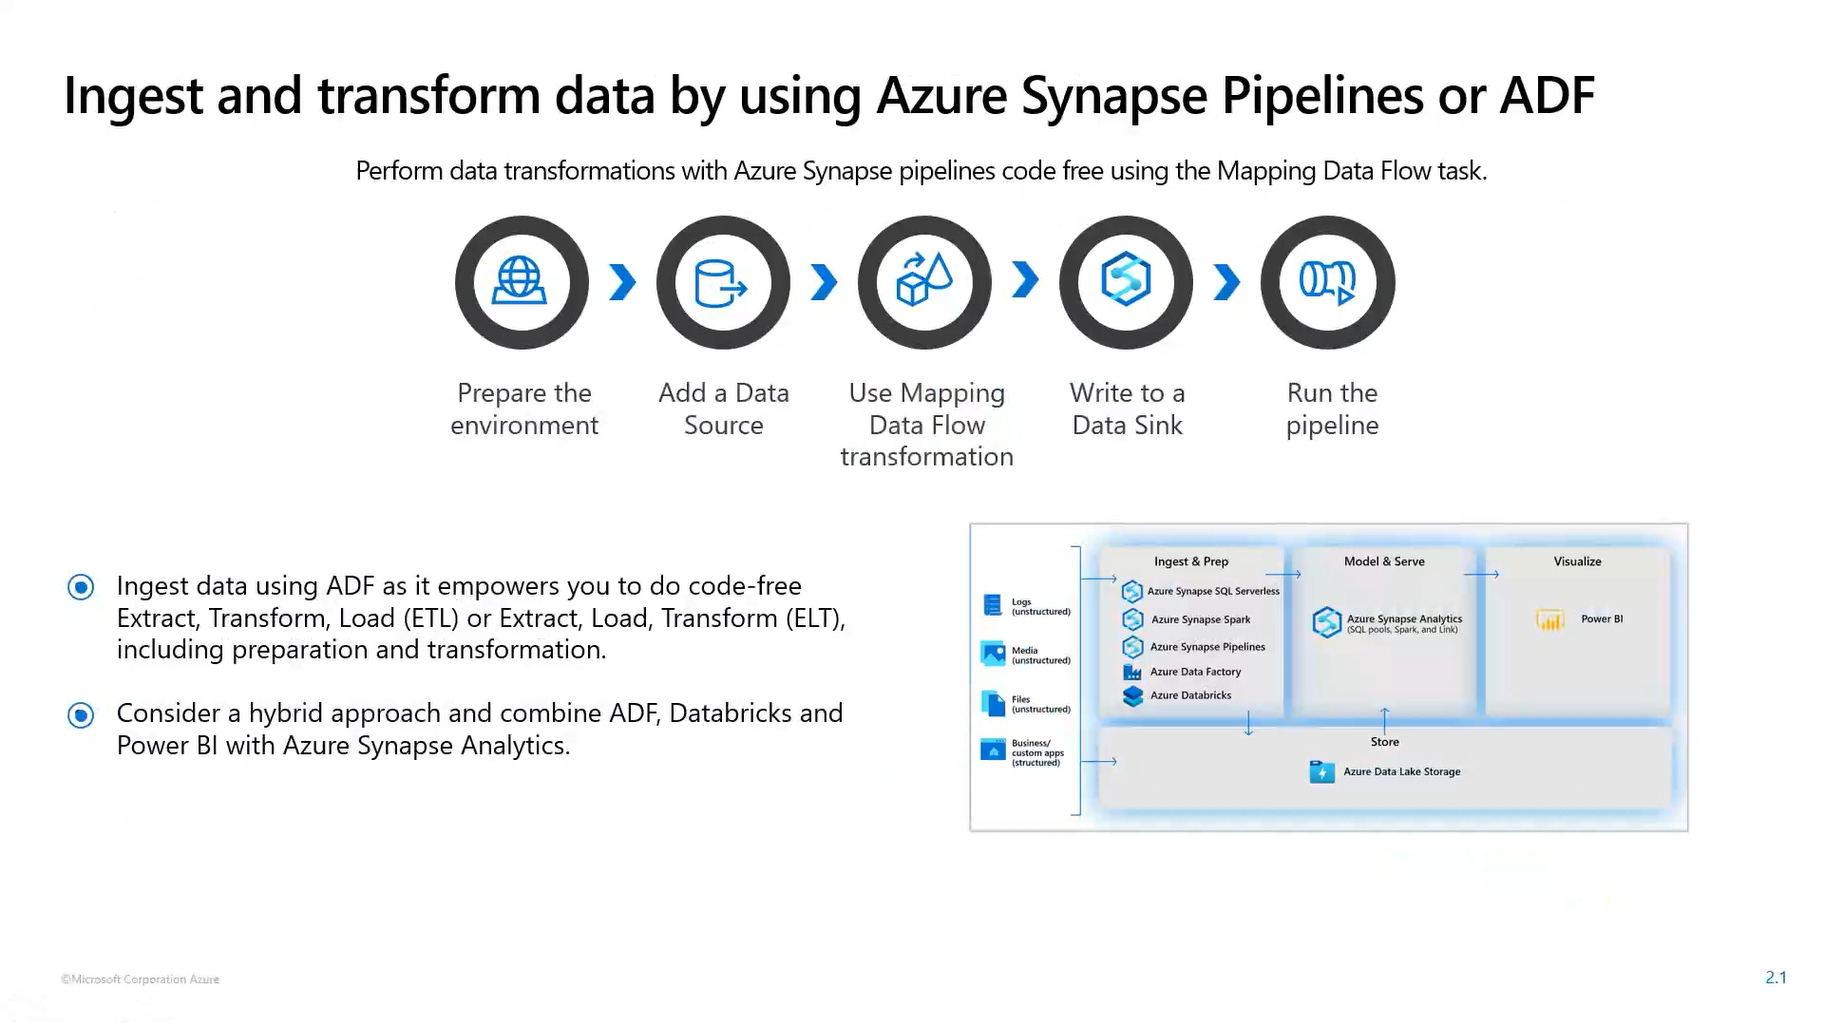 Ingest and transform data by using Azure Synapse Pipelines or ADF
Perform data transformations with Azure Synapse pipelines code free using the Mapping Data Flow task.
Prepare the
environment
Add a Data
Source
Use Mapping
Data Flow
transformation
Write to a
Data Sink
Run the
pipeline
Ingest data using ADF as it empowers you to do code-free
Extract, Transform, Load (ETL) or Extract, Load, Transform (ELT),
including preparation and transformation.
Consider a hybrid approach and combine ADF, Databricks and
Power BI with Azure Synapse Analytics.
Logs
(unstructured)
Media
(unstructured)
Files
(unstructured)
Business/
custom apps
(structured)
Ingest & Prep
Azure Synapse SQL Serverless
Azure Synapse Spark
Azure Synapse Pipelines
Azure Data Factory
Azure Databricks
Model & Serve
Azure Synapse Analytics
(SQL pools, Spark, and Link)
Visualize
Power BI
Store
Azure Data Lake Storage
©Microsoft Corporation Azure
2.1